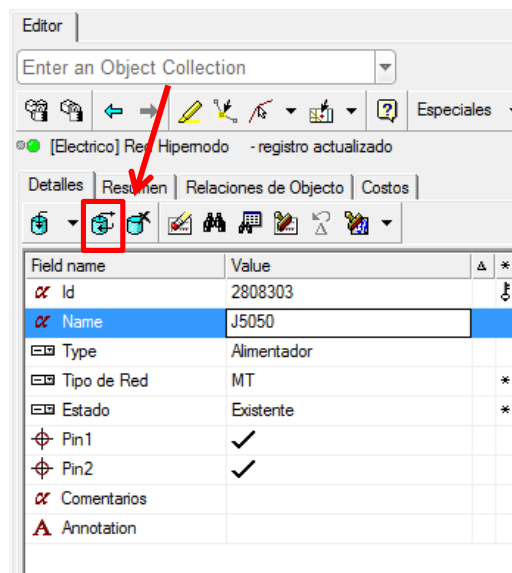 Editor
Enter an Object Collection
Especiales
[Electrico] Red Hipernodo - registro actualizado
Detalles Resumen Relaciones de Objecto Costos
Field name Value Δ *
α Id 2808303
α Name J5050
Type Alimentador
Tipo de Red MT *
Estado Existente *
Pin1
Pin2
α Comentarios
A Annotation